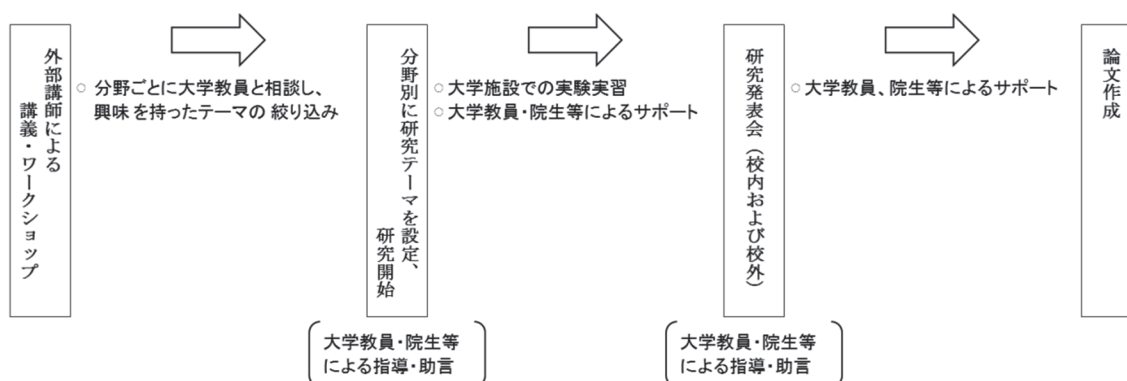 外部講師による
講義・ワークショップ
○ 分野ごとに大学教員と相談し、
興味を持ったテーマの絞り込み
分野別に研究テーマを設定、
研究開始
大学教員・院生等
による指導・助言
○ 大学施設での実験実習
○ 大学教員・院生等によるサポート
研究発表会（校内および校外）
大学教員・院生等
による指導・助言
○ 大学教員、院生等によるサポート
論文作成